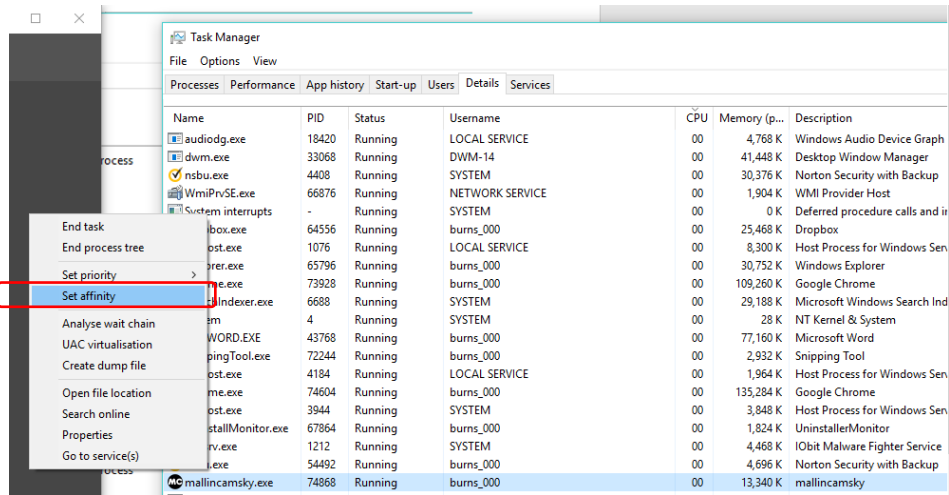 Task Manager
File Options View
Processes Performance App history Start-up Users Details Services
Name PID Status Username CPU Memory (p... Description
audiodg.exe 18420 Running LOCAL SERVICE 00 4,768 K Windows Audio Device Graph
rocess
dwm.exe 33068 Running DWM-14 00 41,448 K Desktop Window Manager
nsbu.exe 4408 Running SYSTEM 00 30,376 K Norton Security with Backup
WmiPrvSE.exe 66876 Running NETWORK SERVICE 00 1,904 K WMI Provider Host
System interrupts - SYSTEM 00 0 K Deferred procedure calls and in
box.exe 64556 Running burns_000 00 25,468 K Dropbox
ost.exe 1076 Running LOCAL SERVICE 00 8,300 K Host Process for Windows Serv
orer.exe 65796 Running burns_000 00 30,752 K Windows Explorer
me.exe 73928 Running burns_000 00 109,260 K Google Chrome
hIndexer.exe 6688 Running SYSTEM 00 29,188 K Microsoft Windows Search Ind
em 4 Running SYSTEM 00 28 K NT Kernel & System
WORD.EXE 43768 Running burns_000 00 77,160 K Microsoft Word
pingTool.exe 72244 Running burns_000 00 2,932 K Snipping Tool
ost.exe 4184 Running LOCAL SERVICE 00 1,964 K Host Process for Windows Serv
me.exe 74604 Running burns_000 00 135,284 K Google Chrome
ost.exe 3944 Running SYSTEM 00 3,848 K Host Process for Windows Serv
stallMonitor.exe 67864 Running burns_000 00 1,824 K UninstallerMonitor
rv.exe 1212 Running SYSTEM 00 4,468 K IObit Malware Fighter Service
.exe 54492 Running burns_000 00 4,696 K Norton Security with Backup
mallincamsky.exe 74868 Running burns_000 00 13,340 K mallincamsky
End task
End process tree
Set priority >
Set affinity
Analyse wait chain
UAC virtualisation
Create dump file
Open file location
Search online
Properties
Go to service(s)